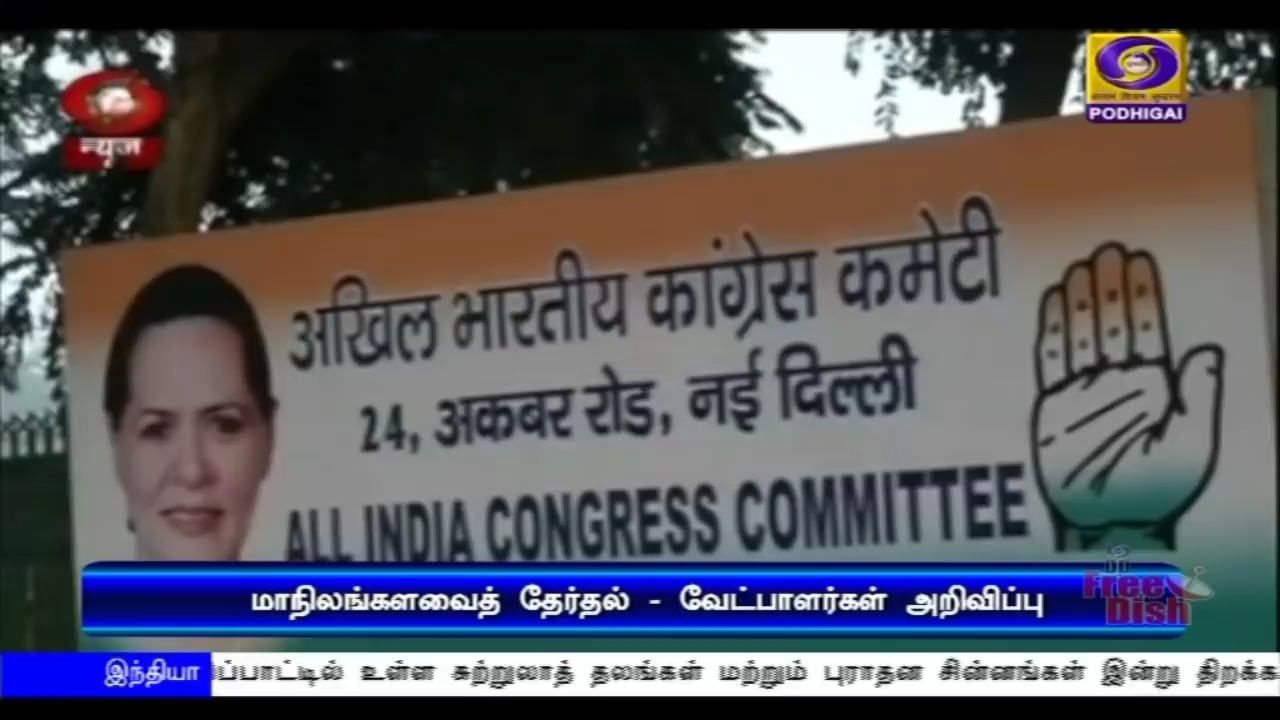 न्यूज़
PODHIGAI
अखिल भारतीय कांग्रेस कमेटी
24, अकबर रोड, नई दिल्ली
ALL INDIA CONGRESS COMMITTEE
மாநிலங்களவைத் தேர்தல் - வேட்பாளர்கள் அறிவிப்பு
Free
Dish
இந்தியா
உள்ள சுற்றுலாத் தலங்கள் மற்றும் புராதன சின்னங்கள் இன்று